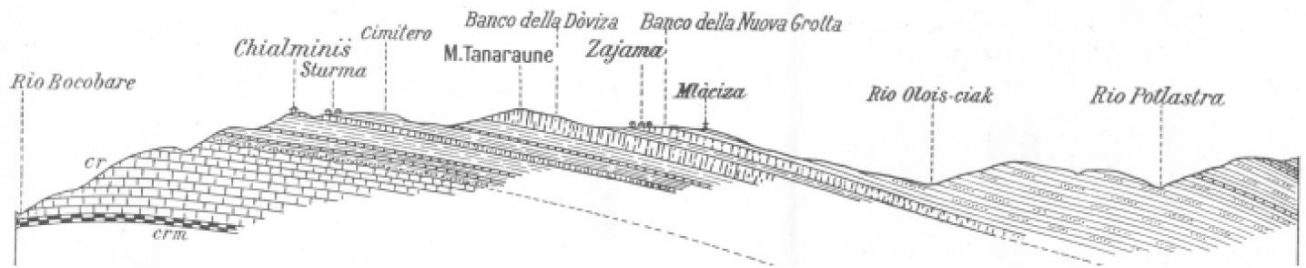 Rio Bocobare
Chialminis
Sturma
Cimitero
M. Tanaraune
Banco della Dòviza
Zajama
Banco della Nuova Grotta
Mlàciza
Rio Olois-ciak
Rio Pollastra
cr
crm